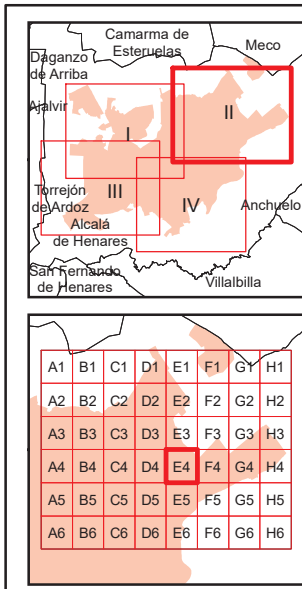 Camarma de
Esteruelas
Meco
Daganzo
de Arriba
Ajalvir
I
II
III
IV
Torrejón
de Ardoz
Alcalá
de Henares
Anchuelo
San Fernando
de Henares
Villalbilla
A1 B1 C1 D1 E1 F1 G1 H1
A2 B2 C2 D2 E2 F2 G2 H2
A3 B3 C3 D3 E3 F3 G3 H3
A4 B4 C4 D4 E4 F4 G4 H4
A5 B5 C5 D5 E5 F5 G5 H5
A6 B6 C6 D6 E6 F6 G6 H6